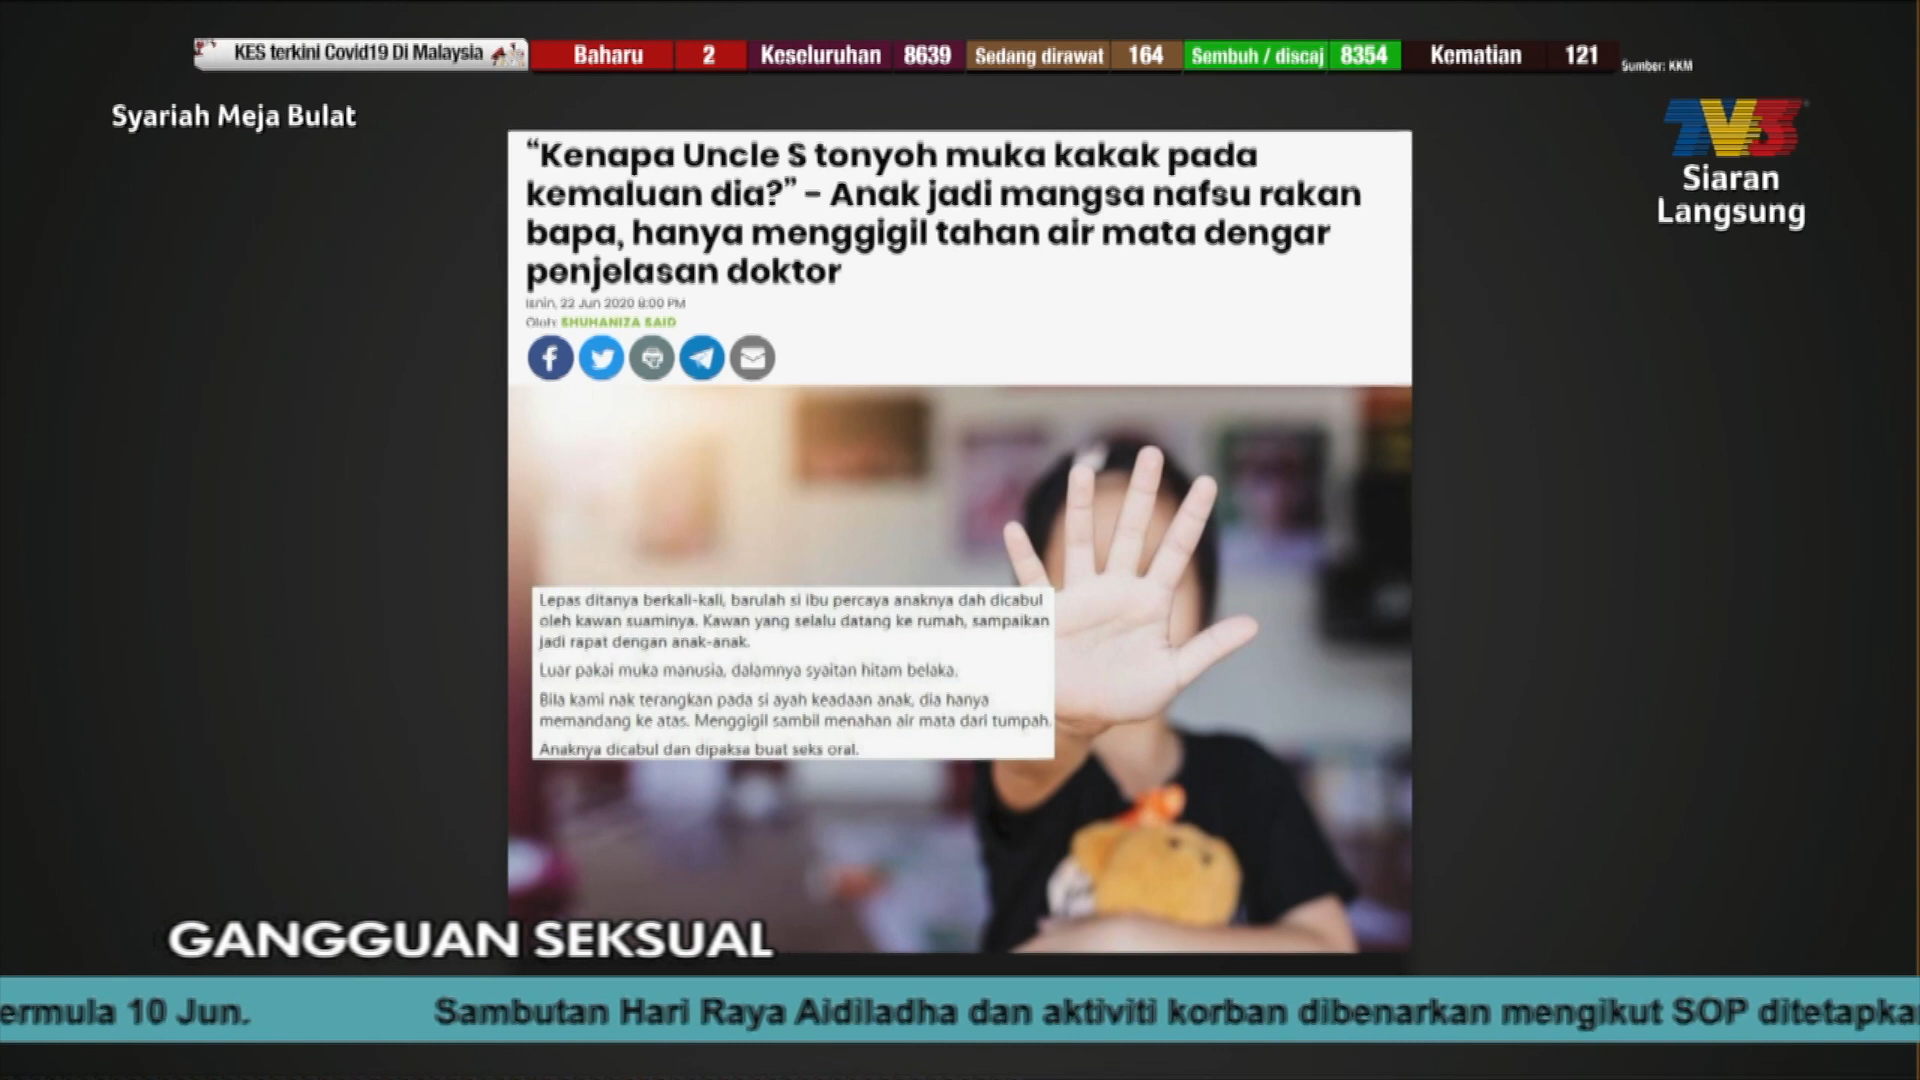 KES terkini Covid19 Di Malaysia Baharu 2 Keseluruhan 8639 Sedang dirawat 164 Sembuh / discaj 8354 Kematian 121 Sumber: KKM
Syariah Meja Bulat
TV3
Siaran
Langsung
“Kenapa Uncle S tonyoh muka kakak pada
kemaluan dia?” – Anak jadi mangsa nafsu rakan
bapa, hanya menggigil tahan air mata dengar
penjelasan doktor
Isnin, 22 Jun 2020 8:00 PM
Oleh: SHUHANIZA SAID
Lepas ditanya berkali-kali, barulah si ibu percaya anaknya dah dicabul
oleh kawan suaminya. Kawan yang selalu datang ke rumah, sampaikan
jadi rapat dengan anak-anak.
Luar pakai muka manusia, dalamnya syaitan hitam belaka.
Bila kami nak terangkan pada si ayah keadaan anak, dia hanya
memandang ke atas. Menggigil sambil menahan air mata dari tumpah.
Anaknya dicabul dan dipaksa buat seks oral.
GANGGUAN SEKSUAL
ermula 10 Jun. Sambutan Hari Raya Aidiladha dan aktiviti korban dibenarkan mengikut SOP ditetapka